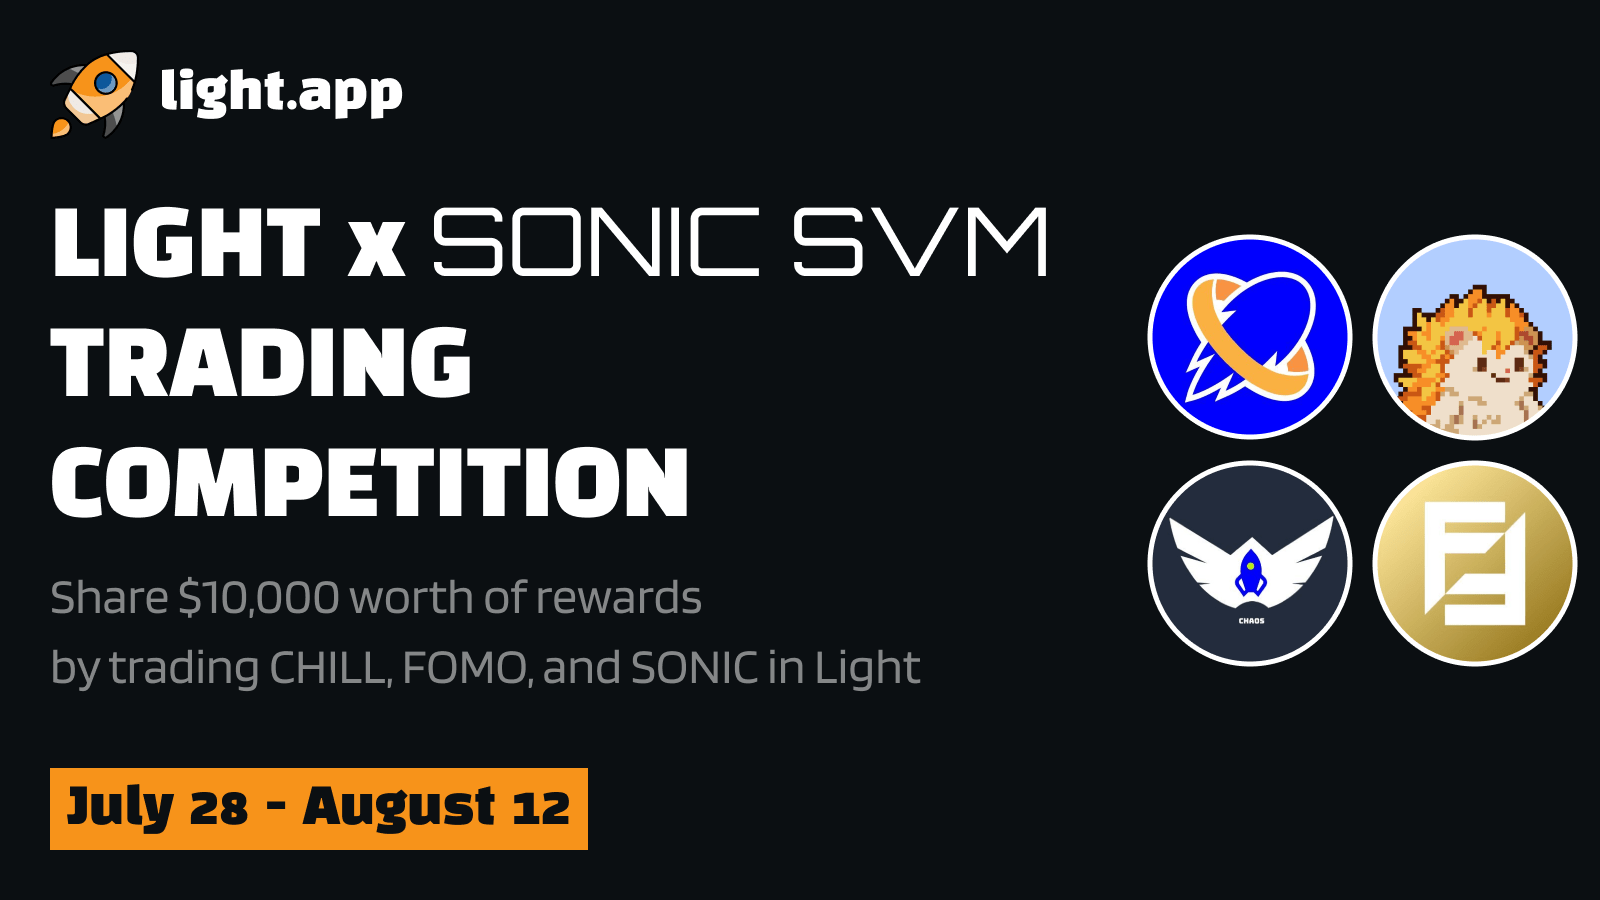 light.app
LIGHT x SONIC SVM
TRADING
COMPETITION
Share $10,000 worth of rewards
by trading CHILL, FOMO, and SONIC in Light
July 28 - August 12
CHAOS